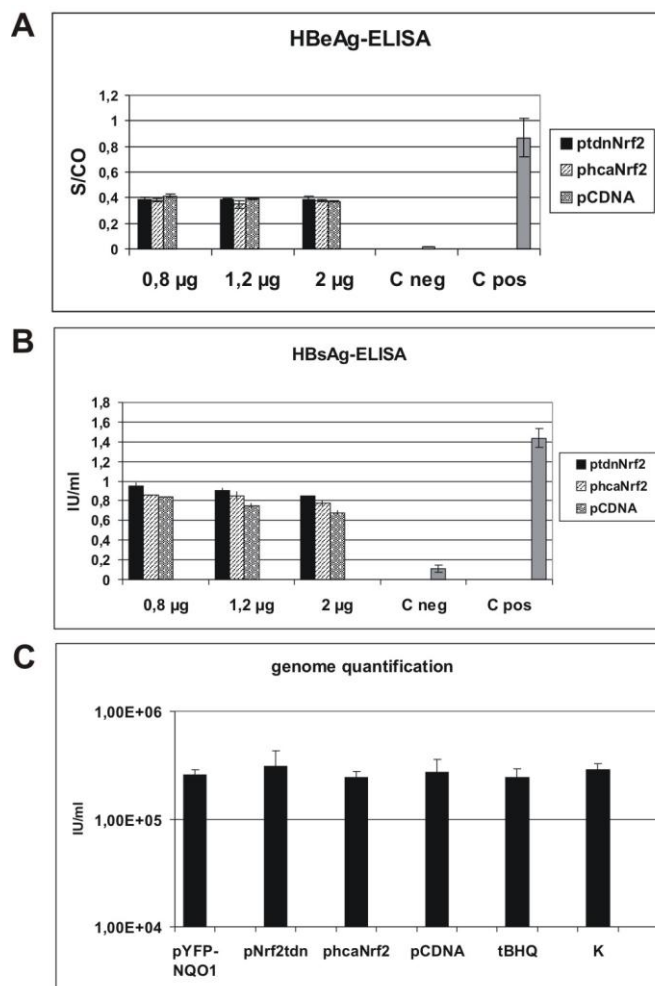 A
HBeAg-ELISA
1,2
1
0,8
0,6
0,4
0,2
0
S/CO
0,8 µg 1,2 µg 2 µg C neg C pos
ptdnNrf2
phcaNrf2
pCDNA
B
HBsAg-ELISA
1,8
1,6
1,4
1,2
1
0,8
0,6
0,4
0,2
0
IU/ml
0,8 µg 1,2 µg 2 µg C neg C pos
ptdnNrf2
phcaNrf2
pCDNA
C
genome quantification
1,00E+06
1,00E+05
1,00E+04
IU/ml
pYFP-NQO1 pNrf2tdn phcaNrf2 pCDNA tBHQ K